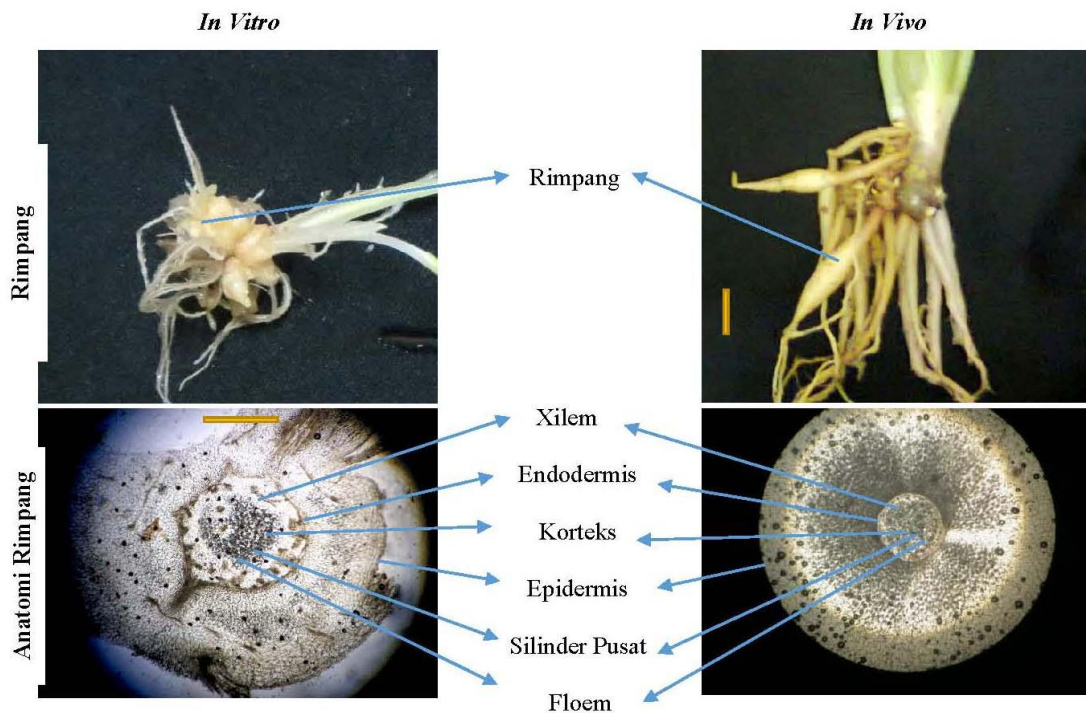 In Vitro
In Vivo
Rimpang
Rimpang
Anatomi Rimpang
Xilem
Endodermis
Korteks
Epidermis
Silinder Pusat
Floem